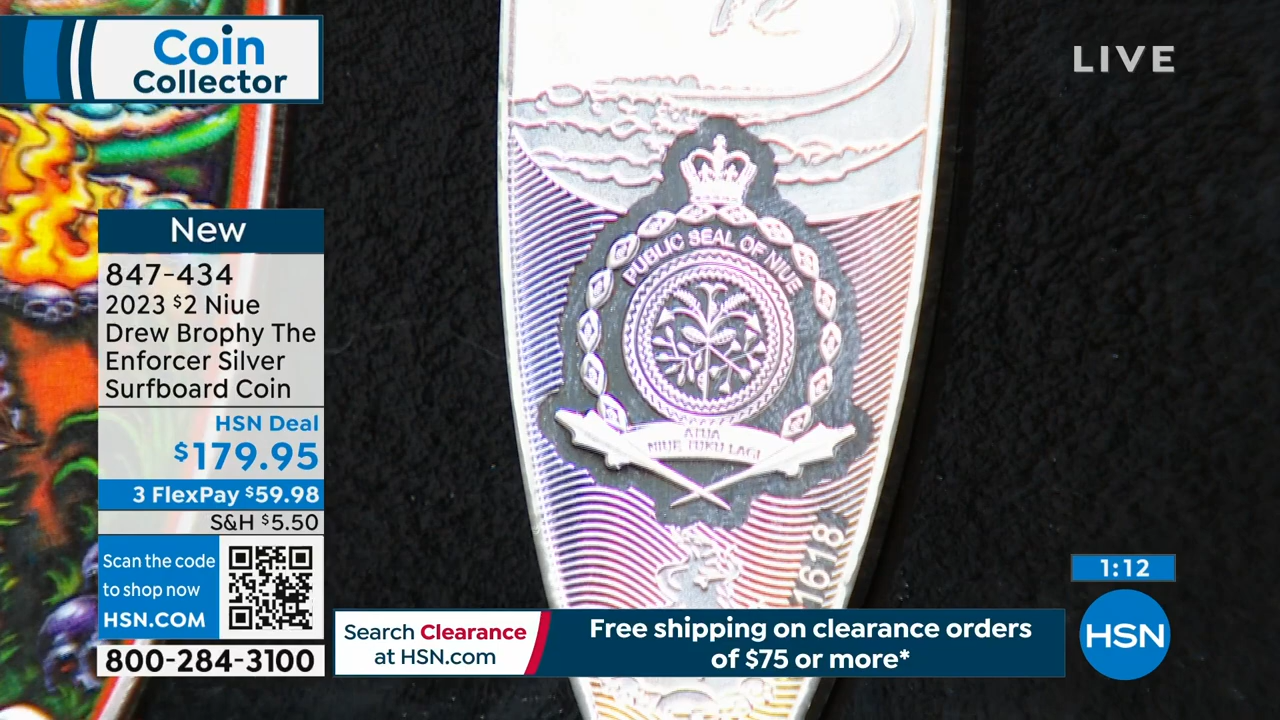 Coin
Collector
LIVE
New
847-434
2023 $2 Niue
Drew Brophy The
Enforcer Silver
Surfboard Coin
HSN Deal
$179.95
3 FlexPay $59.98
S&H $5.50
Scan the code
to shop now
HSN.COM
800-284-3100
PUBLIC SEAL OF NIUE
ATUA
NIUE TUKULAGI
1618
1:12
HSN
Search Clearance
at HSN.com
Free shipping on clearance orders
of $75 or more*